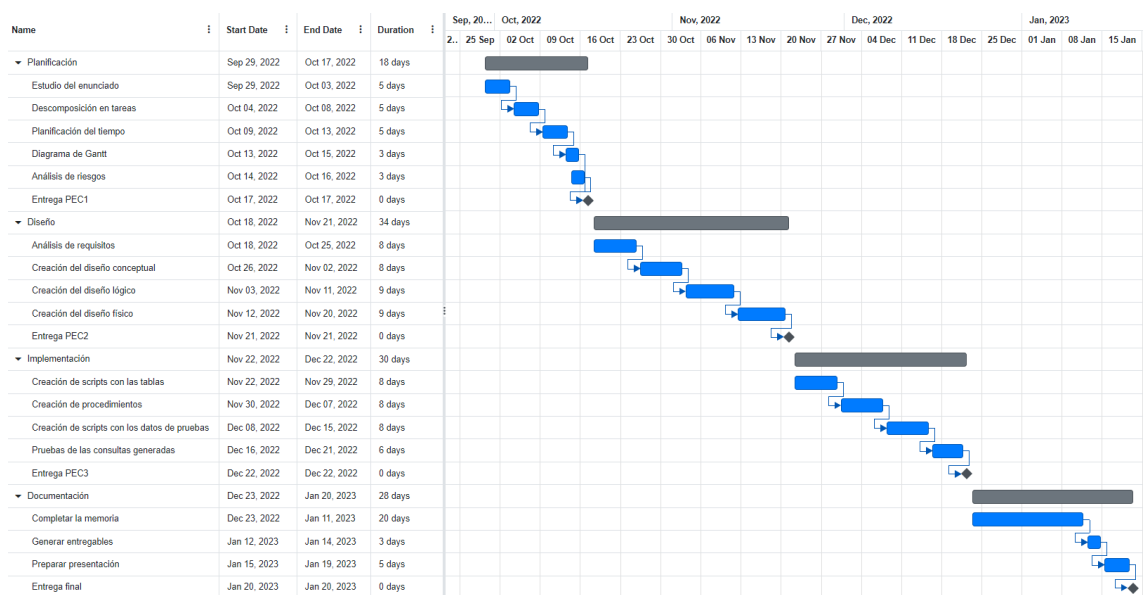 Name Start Date End Date Duration Sep, 20... Oct, 2022 Nov, 2022 Dec, 2022 Jan, 2023
2.. 25 Sep 02 Oct 09 Oct 16 Oct 23 Oct 30 Oct 06 Nov 13 Nov 20 Nov 27 Nov 04 Dec 11 Dec 18 Dec 25 Dec 01 Jan 08 Jan 15 Jan
Planificación Sep 29, 2022 Oct 17, 2022 18 days
Estudio del enunciado Sep 29, 2022 Oct 03, 2022 5 days
Descomposición en tareas Oct 04, 2022 Oct 08, 2022 5 days
Planificación del tiempo Oct 09, 2022 Oct 13, 2022 5 days
Diagrama de Gantt Oct 13, 2022 Oct 15, 2022 3 days
Análisis de riesgos Oct 14, 2022 Oct 16, 2022 3 days
Entrega PEC1 Oct 17, 2022 Oct 17, 2022 0 days
Diseño Oct 18, 2022 Nov 21, 2022 34 days
Análisis de requisitos Oct 18, 2022 Oct 25, 2022 8 days
Creación del diseño conceptual Oct 26, 2022 Nov 02, 2022 8 days
Creación del diseño lógico Nov 03, 2022 Nov 11, 2022 9 days
Creación del diseño físico Nov 12, 2022 Nov 20, 2022 9 days
Entrega PEC2 Nov 21, 2022 Nov 21, 2022 0 days
Implementación Nov 22, 2022 Dec 22, 2022 30 days
Creación de scripts con las tablas Nov 22, 2022 Nov 29, 2022 8 days
Creación de procedimientos Nov 30, 2022 Dec 07, 2022 8 days
Creación de scripts con los datos de pruebas Dec 08, 2022 Dec 15, 2022 8 days
Pruebas de las consultas generadas Dec 16, 2022 Dec 21, 2022 6 days
Entrega PEC3 Dec 22, 2022 Dec 22, 2022 0 days
Documentación Dec 23, 2022 Jan 20, 2023 28 days
Completar la memoria Dec 23, 2022 Jan 11, 2023 20 days
Generar entregables Jan 12, 2023 Jan 14, 2023 3 days
Preparar presentación Jan 15, 2023 Jan 19, 2023 5 days
Entrega final Jan 20, 2023 Jan 20, 2023 0 days